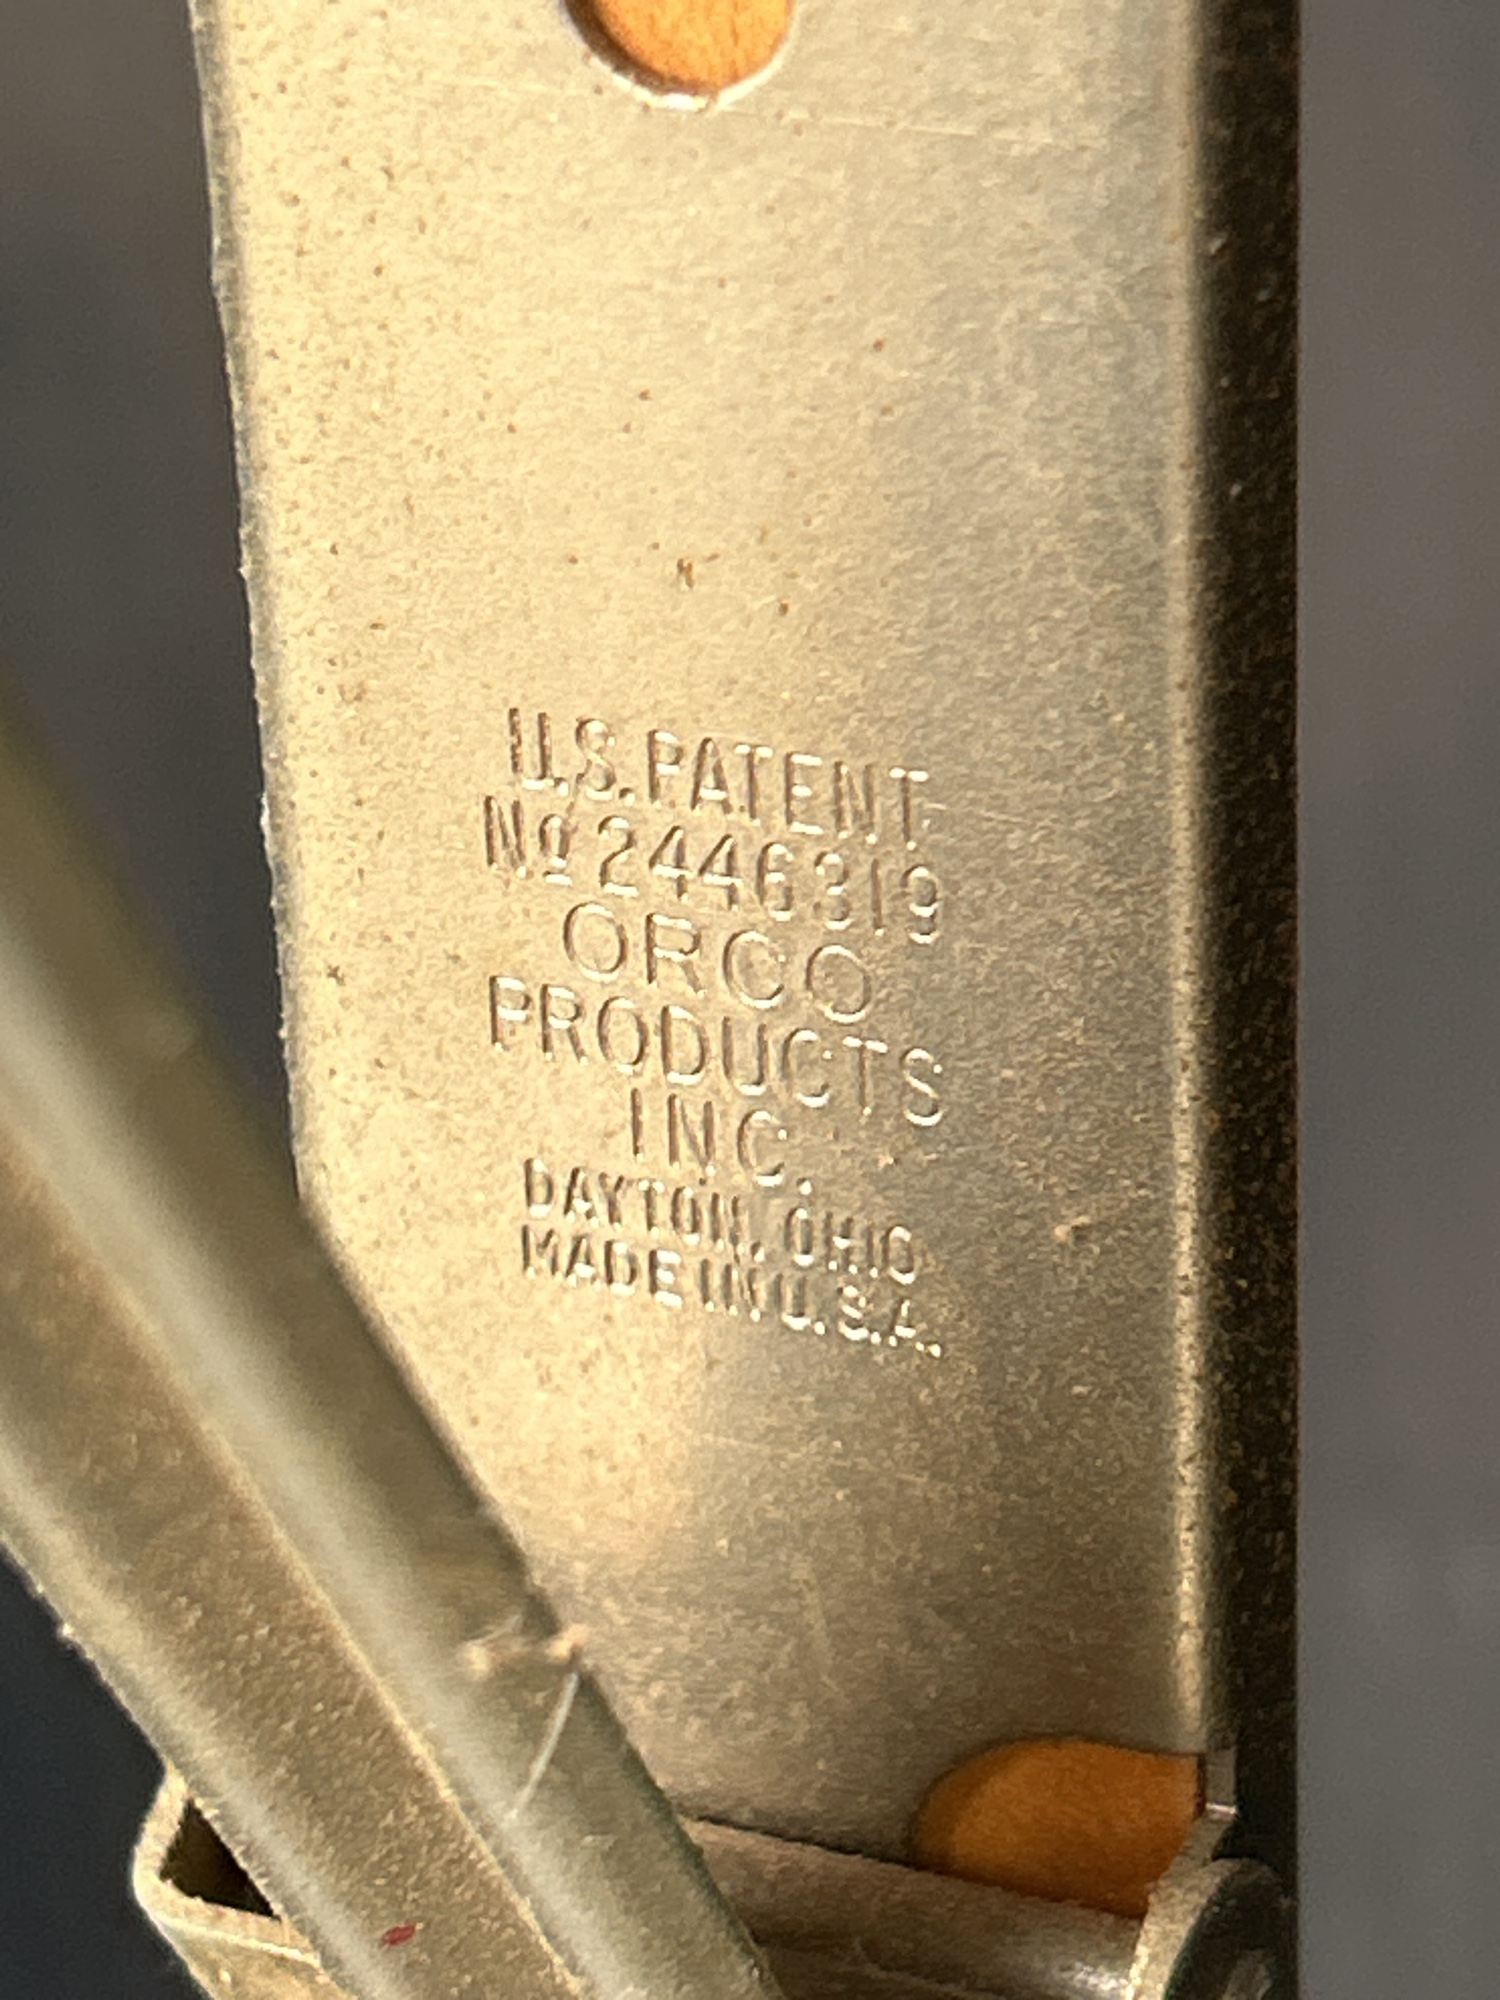 U.S. PATENT
Nº 2446319
ORCO
PRODUCTS
INC.
DAYTON, OHIO
MADE IN U.S.A.